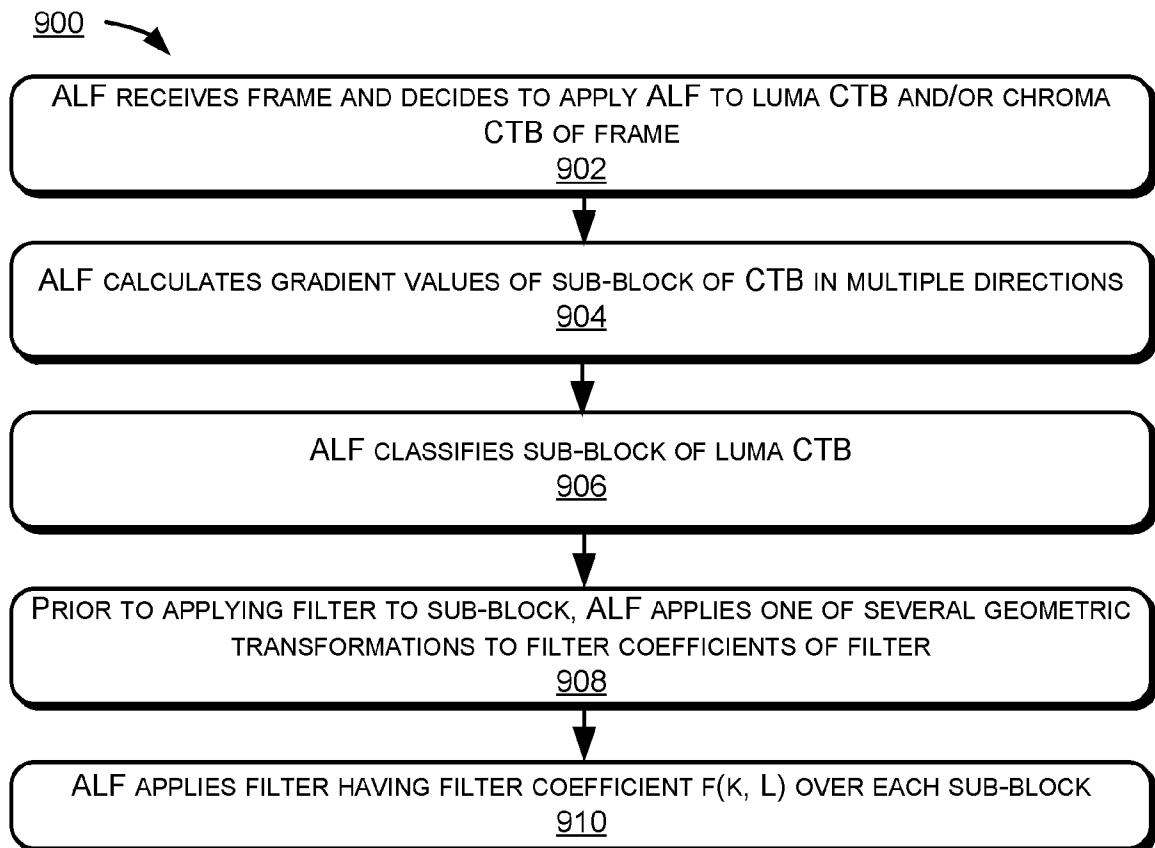 900
ALF RECEIVES FRAME AND DECIDES TO APPLY ALF TO LUMA CTB AND/OR CHROMA
CTB OF FRAME
902
ALF CALCULATES GRADIENT VALUES OF SUB-BLOCK OF CTB IN MULTIPLE DIRECTIONS
904
ALF CLASSIFIES SUB-BLOCK OF LUMA CTB
906
PRIOR TO APPLYING FILTER TO SUB-BLOCK, ALF APPLIES ONE OF SEVERAL GEOMETRIC
TRANSFORMATIONS TO FILTER COEFFICIENTS OF FILTER
908
ALF APPLIES FILTER HAVING FILTER COEFFICIENT F(K, L) OVER EACH SUB-BLOCK
910